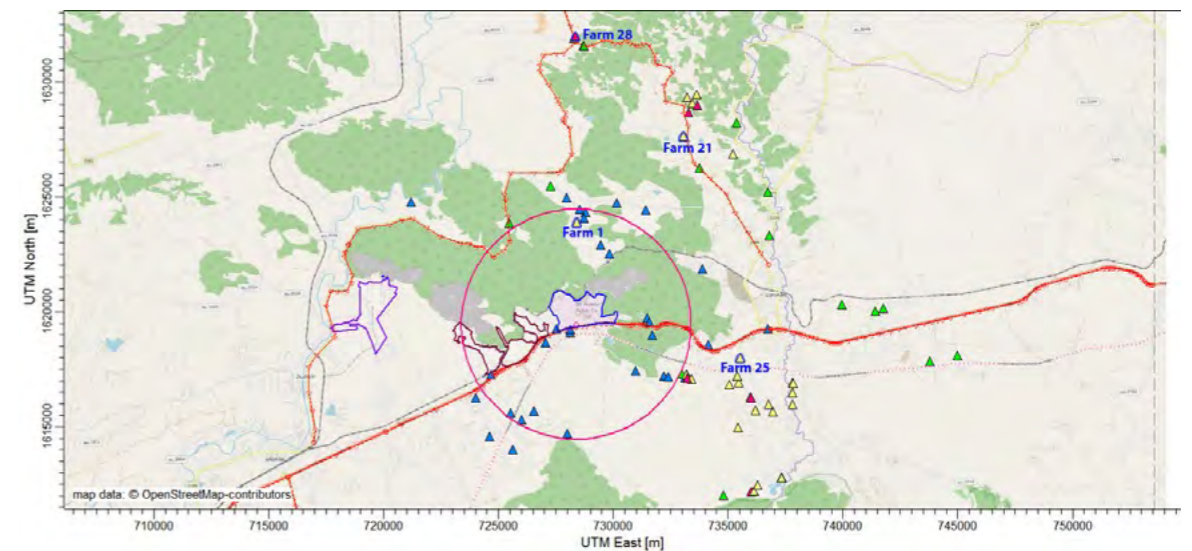 Farm 28
1630000
Farm 21
1625000
Farm 1
UTM North [m]
1620000
Farm 25
1615000
map data: © OpenStreetMap-contributors
710000 715000 720000 725000 730000 735000 740000 745000 750000
UTM East [m]